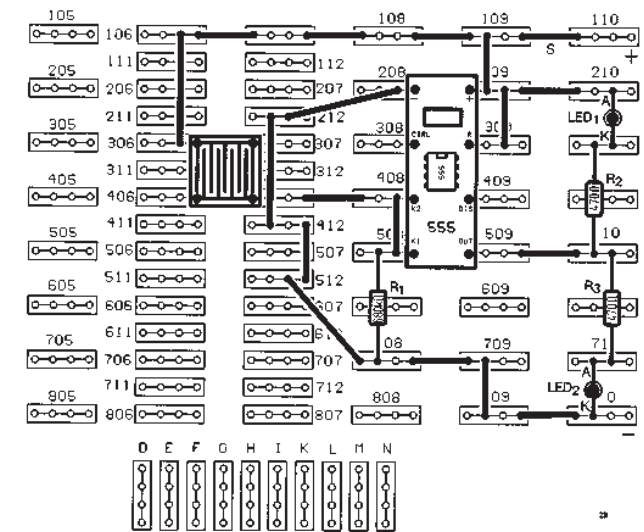 105 106 108 109 110
S +
111 112
205 206 207 208 09 210
- +
A
LED1
211 212
K
305 306 307 308 CTRL R
311 312 555
R2
470Ω
405 406 408 409
K2 DIS
411 412 555
505 506 507 509 10
K1 OUT
511 512
R1 R3
605 606 607 609
680kΩ 470Ω
611
705 706 707 08 709 71
A
711 712
LED2
K
805 806 807 808 09 0
-
D E F G H I K L M N